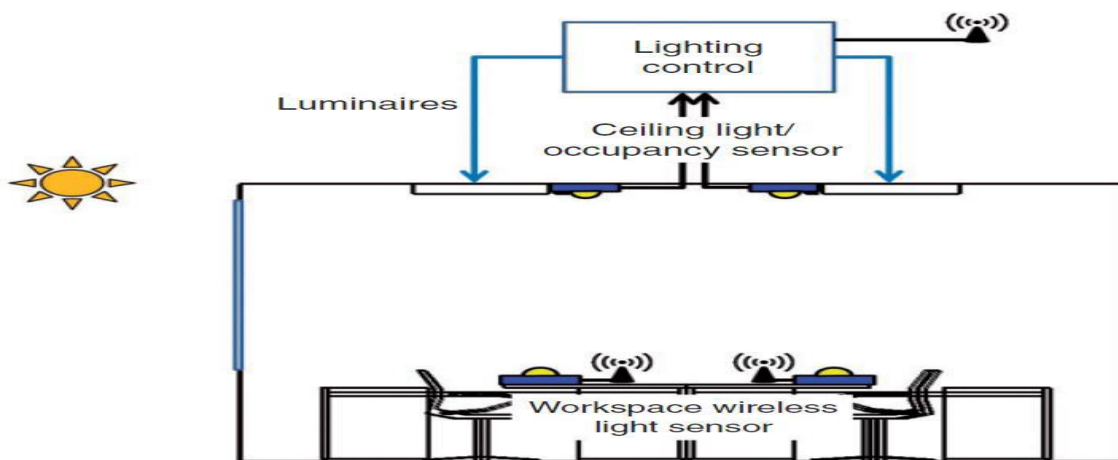 Lighting
control
Luminaires
Ceiling light/
occupancy sensor
Workspace wireless
light sensor